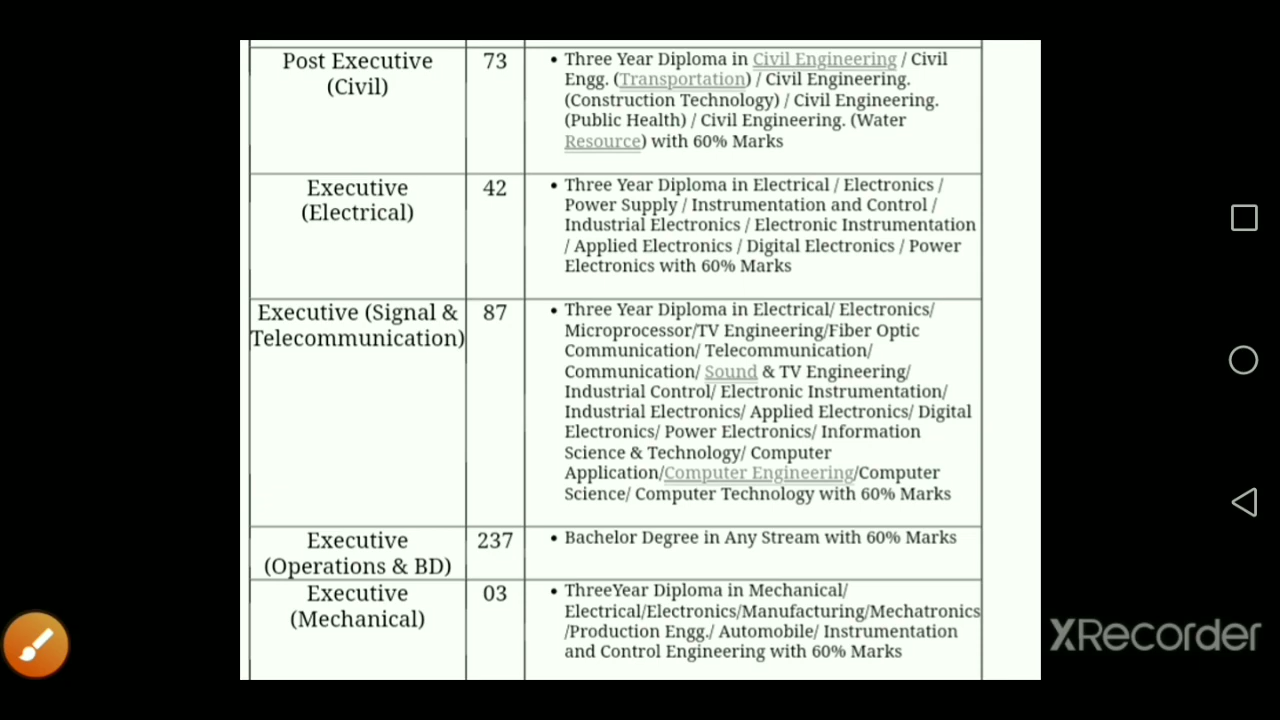 Post Executive
(Civil)
73
• Three Year Diploma in Civil Engineering / Civil
Engg. (Transportation) / Civil Engineering.
(Construction Technology) / Civil Engineering.
(Public Health) / Civil Engineering. (Water
Resource) with 60% Marks
Executive
(Electrical)
42
• Three Year Diploma in Electrical / Electronics /
Power Supply / Instrumentation and Control /
Industrial Electronics / Electronic Instrumentation
/ Applied Electronics / Digital Electronics / Power
Electronics with 60% Marks
Executive (Signal &
Telecommunication)
87
• Three Year Diploma in Electrical/ Electronics/
Microprocessor/TV Engineering/Fiber Optic
Communication/ Telecommunication/
Communication/ Sound & TV Engineering/
Industrial Control/ Electronic Instrumentation/
Industrial Electronics/ Applied Electronics/ Digital
Electronics/ Power Electronics/ Information
Science & Technology/ Computer
Application/Computer Engineering/Computer
Science/ Computer Technology with 60% Marks
Executive
(Operations & BD)
237
• Bachelor Degree in Any Stream with 60% Marks
Executive
(Mechanical)
03
• ThreeYear Diploma in Mechanical/
Electrical/Electronics/Manufacturing/Mechatronics
/Production Engg./ Automobile/ Instrumentation
and Control Engineering with 60% Marks
XRecorder